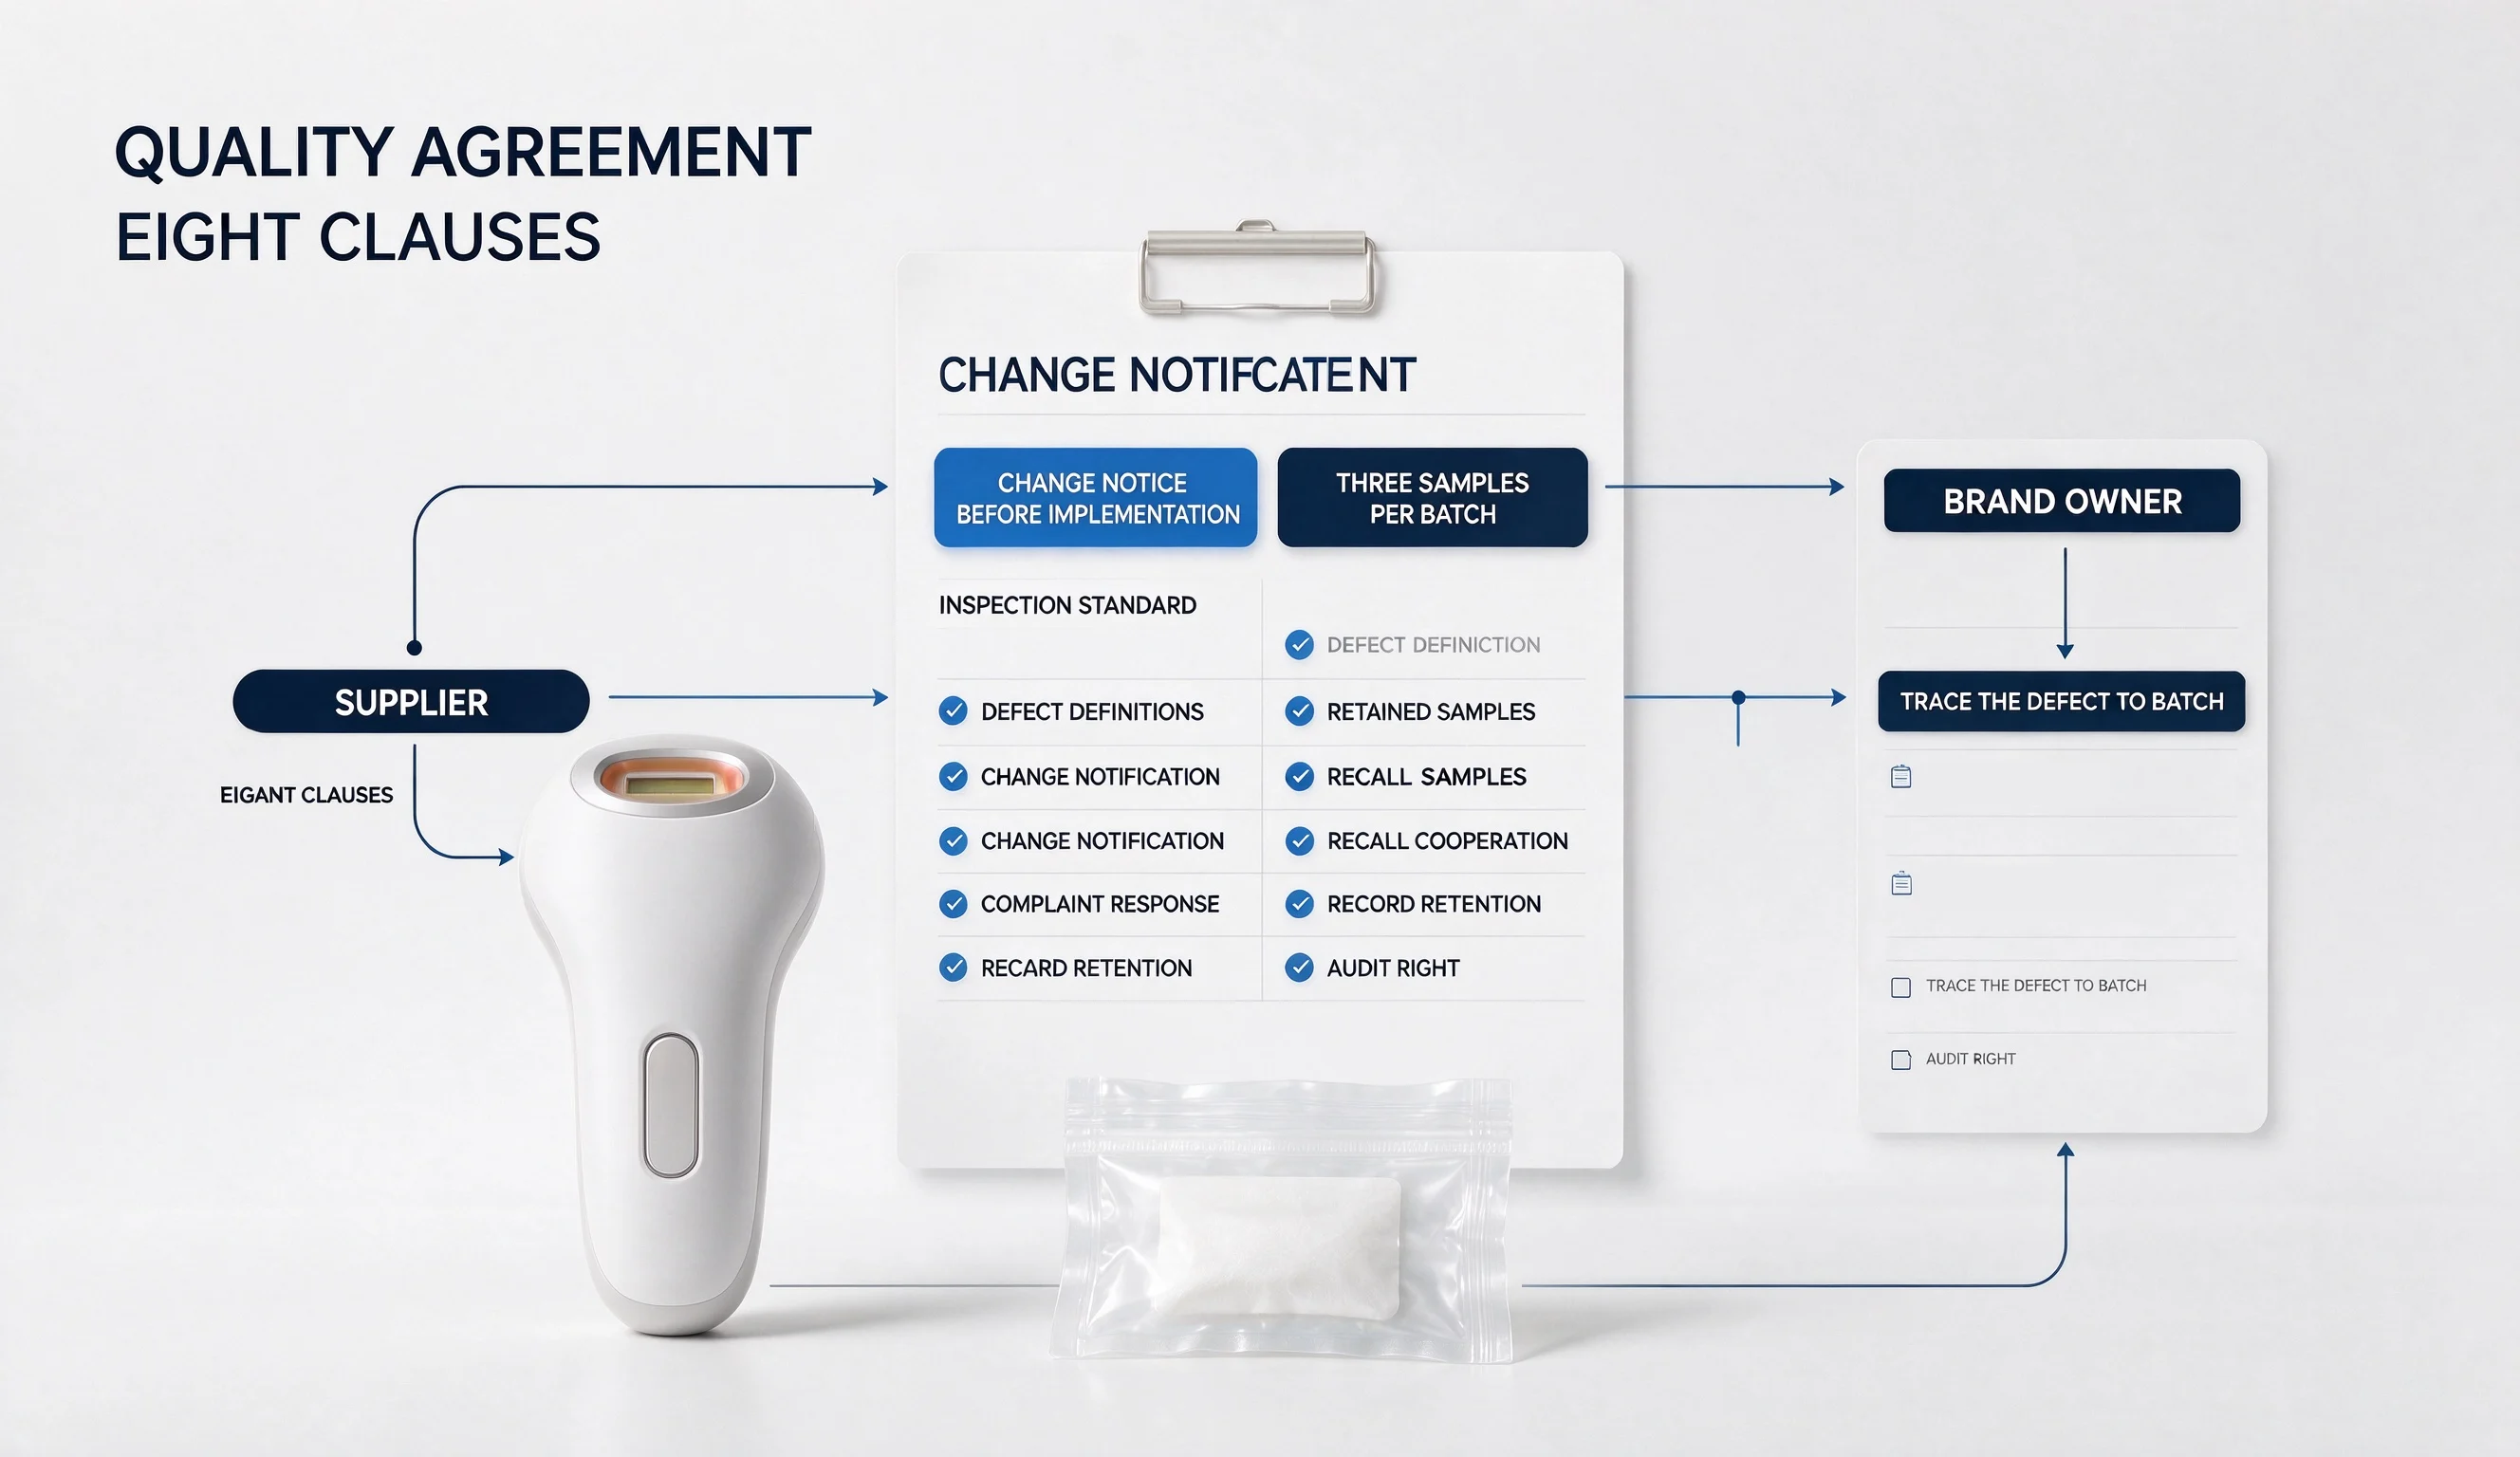 QUALITY AGREEMENT
EIGHT CLAUSES
CHANGE NOTIFCATENT
CHANGE NOTICE
BEFORE IMPLEMENTATION
THREE SAMPLES
PER BATCH
BRAND OWNER
INSPECTION STANDARD
DEFECT DEFINICTION
SUPPLIER
DEFECT DEFINITIONS
RETAINED SAMPLES
TRACE THE DEFECT TO BATCH
EIGANT CLAUSES
CHANGE NOTIFICATION
RECALL SAMPLES
CHANGE NOTIFICATION
RECALL COOPERATION
COMPLAINT RESPONSE
RECORD RETENTION
RECARD RETENTION
AUDIT RIGHT
TRACE THE DEFECT TO BATCH
AUDIT RIGHT